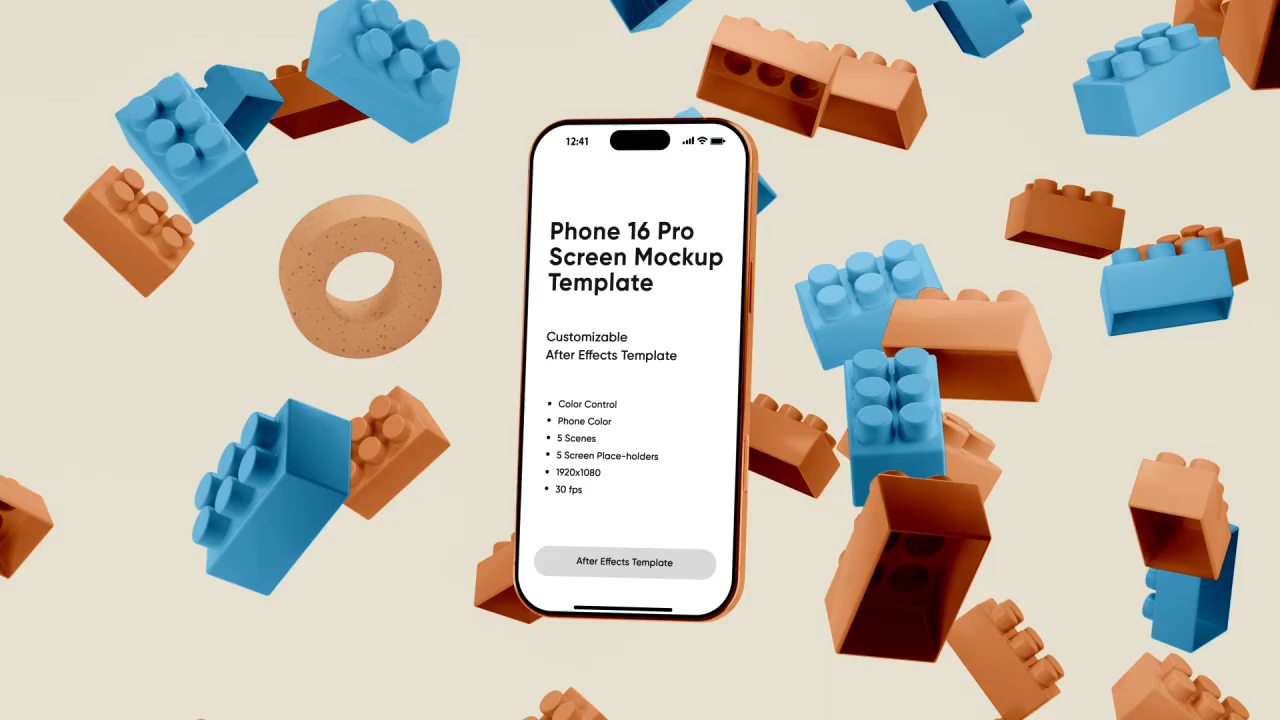 12:41
Phone 16 Pro
Screen Mockup
Template
Customizable
After Effects Template
• Color Control
• Phone Color
• 5 Scenes
• 5 Screen Place-holders
• 1920x1080
• 30 fps
After Effects Template